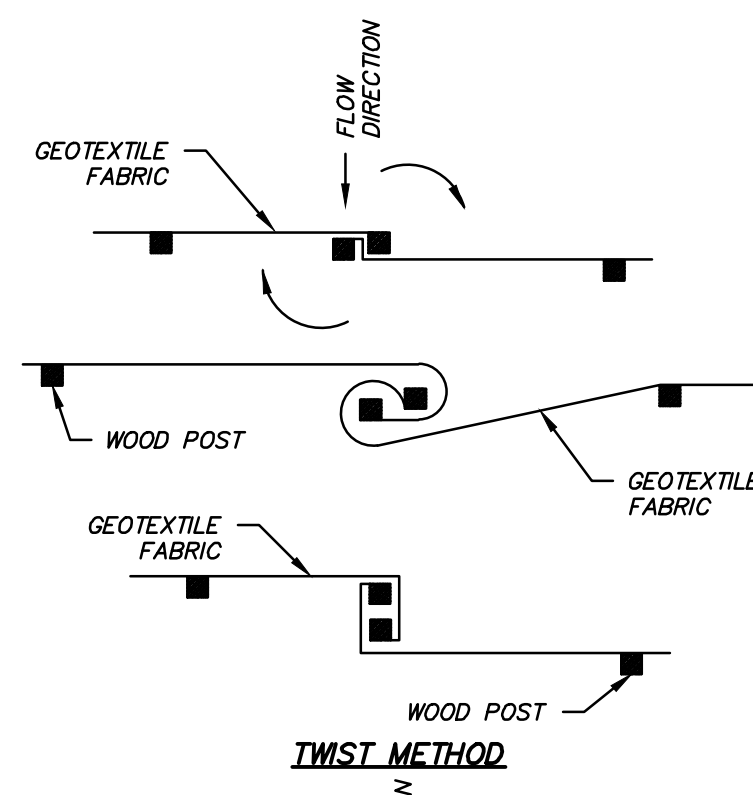 FLOW
DIRECTION
GEOTEXTILE
FABRIC
WOOD POST
GEOTEXTILE
FABRIC
GEOTEXTILE
FABRIC
WOOD POST
TWIST METHOD